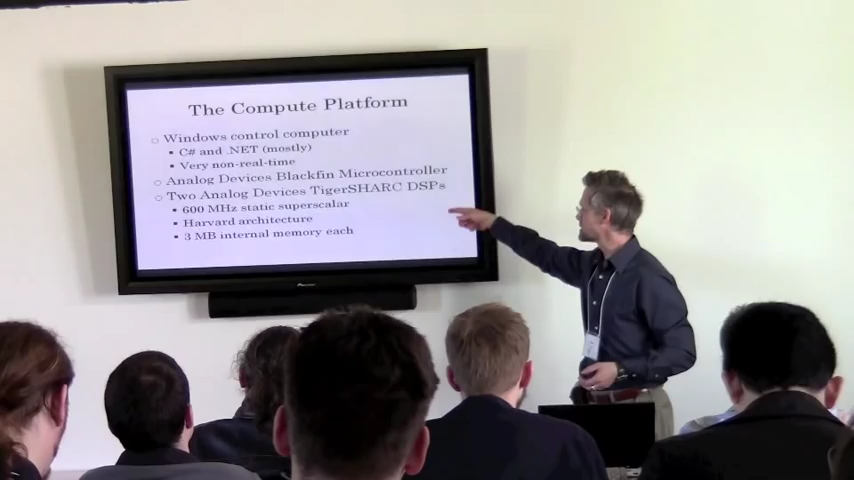 The Compute Platform
○ Windows control computer
▪ C# and .NET (mostly)
▪ Very non-real-time
○ Analog Devices Blackfin Microcontroller
○ Two Analog Devices TigerSHARC DSPs
▪ 600 MHz static superscalar
▪ Harvard architecture
▪ 3 MB internal memory each
Pioneer